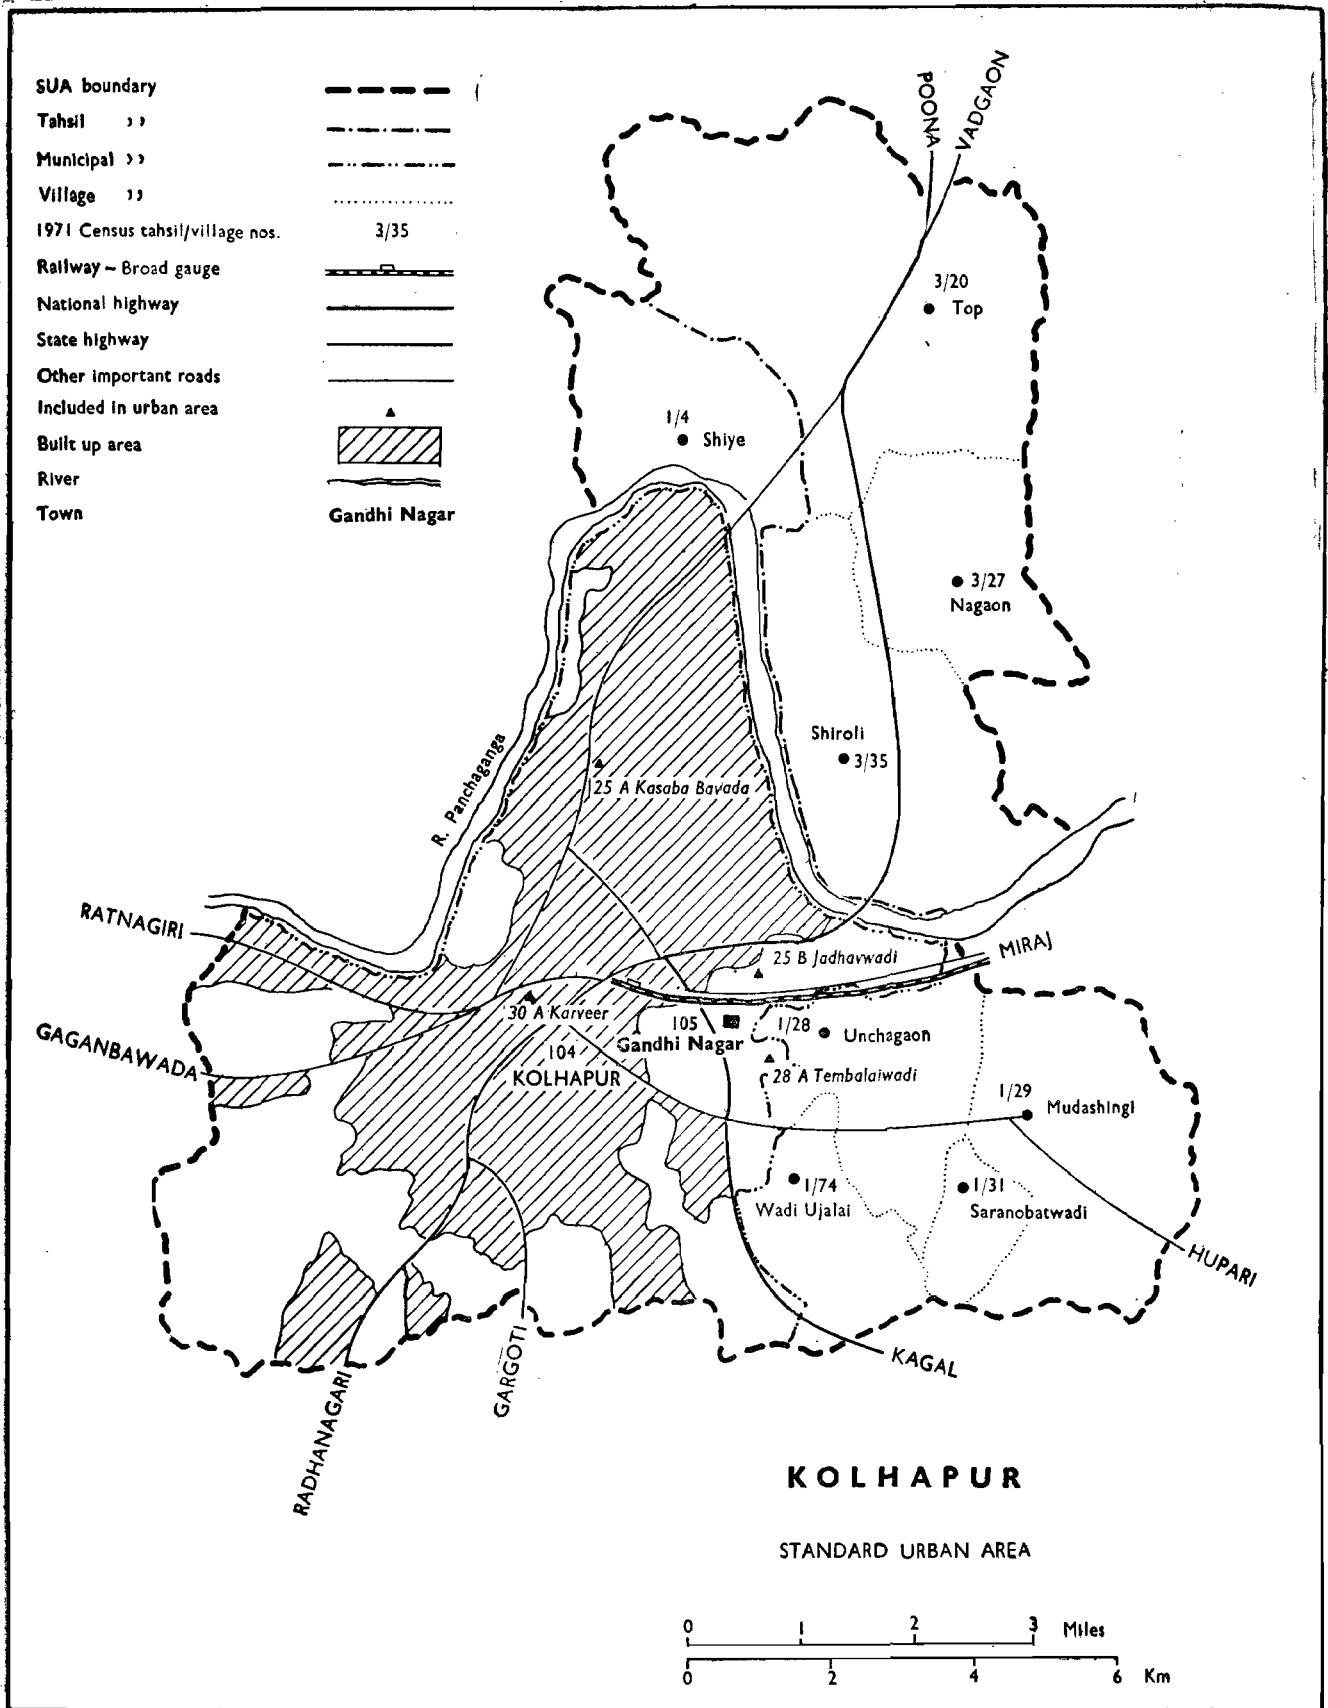 SUA boundary
Tahsil ,,
Municipal ,,
Village ,,
1971 Census tahsil/village nos. 3/35
Railway – Broad gauge
National highway
State highway
Other important roads
Included in urban area
Built up area
River
Town Gandhi Nagar
POONA
VADGAON
3/20
Top
1/4
Shiye
3/27
Nagaon
Shiroli
3/35
R. Panchaganga
25 A Kasaba Bavada
RATNAGIRI
MIRAJ
25 B Jadhavwadi
GAGANBAWADA
30 A Karveer
105
Gandhi Nagar
1/28
Unchagaon
104
KOLHAPUR
28 A Tembalaiwadi
1/29
Mudashingi
1/74
Wadi Ujalai
1/31
Saranobatwadi
HUPARI
KAGAL
GARGOTI
RADHANAGARI
KOLHAPUR
STANDARD URBAN AREA
0 1 2 3 Miles
0 2 4 6 Km